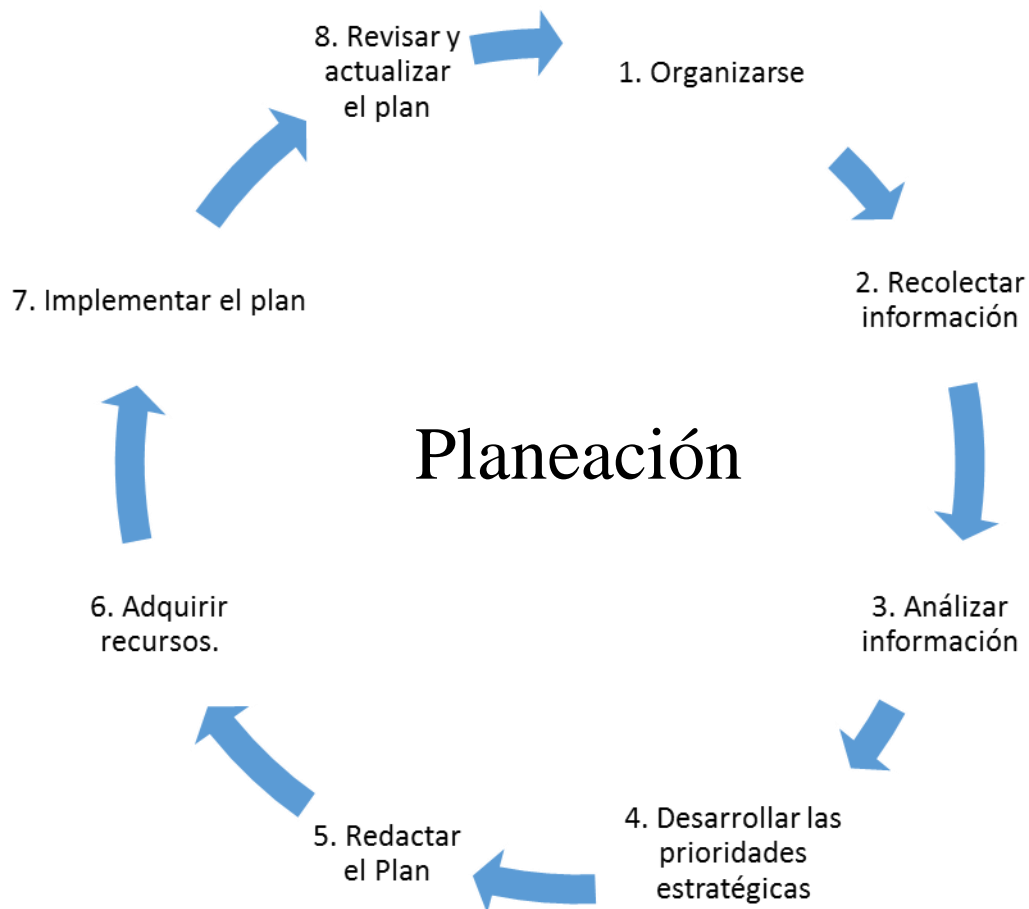 8. Revisar y
actualizar
el plan
1. Organizarse
2. Recolectar
información
3. Análizar
información
4. Desarrollar las
prioridades
estratégicas
5. Redactar
el Plan
6. Adquirir
recursos.
7. Implementar el plan
Planeación